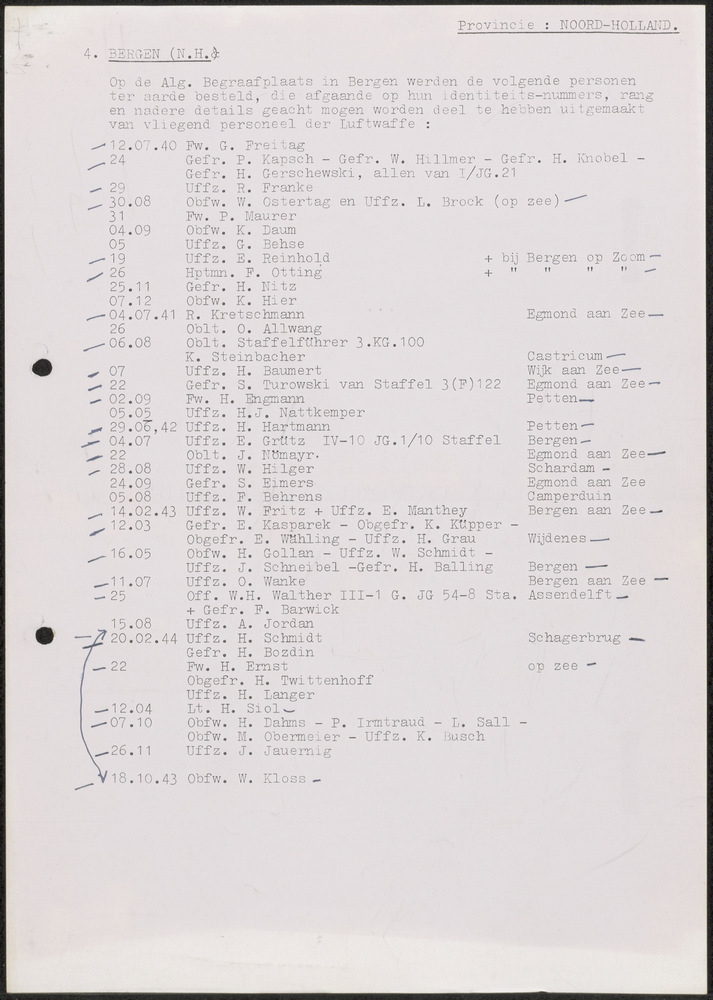 Provincie : NOORD-HOLLAND.
4. BERGEN (N.H.):
Op de Alg. Begraafplaats in Bergen werden de volgende personen
ter aarde besteld, die afgaande op hun identiteits-nummers, rang
en nadere details geacht mogen worden deel te hebben uitgemaakt
van vliegend personeel der Luftwaffe :
12.07.40 Fw. G. Freitag
24 Gefr. P. Kapsch - Gefr. W. Hillmer - Gefr. H. Knobel -
Gefr. H. Gerschewski, allen van I/JG.21
29 Uffz. R. Franke
30.08 Obfw. W. Ostertag en Uffz. L. Brock (op zee)
31 Fw. P. Maurer
04.09 Obfw. K. Daum
05 Uffz. G. Behse
19 Uffz. E. Reinhold + bij Bergen op Zoom
26 Hptmn. F. Otting + " " " "
25.11 Gefr. H. Nitz
07.12 Obfw. K. Hier
04.07.41 R. Kretschmann Egmond aan Zee
26 Oblt. O. Allwang
06.08 Oblt. Staffelführer 3.KG.100
K. Steinbacher Castricum
07 Uffz. H. Baumert Wijk aan Zee
22 Gefr. S. Turowski van Staffel 3(F)122 Egmond aan Zee
02.09 Fw. H. Engmann Petten
05.05 Uffz. H.J. Nattkemper
29.06,42 Uffz. H. Hartmann Petten
04.07 Uffz. E. Grütz IV-10 JG.1/10 Staffel Bergen
22 Oblt. J. Nümayr. Egmond aan Zee
28.08 Uffz. W. Hilger Schardam -
24.09 Gefr. S. Eimers Egmond aan Zee
05.08 Uffz. F. Behrens Camperduin
14.02.43 Uffz. W. Fritz + Uffz. E. Manthey Bergen aan Zee
12.03 Gefr. E. Kasparek - Obgefr. K. Küpper -
Obgefr. E. Wühling - Uffz. H. Grau Wijdenes
16.05 Obfw. H. Gollan - Uffz. W. Schmidt -
Uffz. J. Schneibel -Gefr. H. Balling Bergen
11.07 Uffz. O. Wanke Bergen aan Zee
25 Off. W.H. Walther III-1 G. JG 54-8 Sta. Assendelft
+ Gefr. F. Barwick
15.08 Uffz. A. Jordan
20.02.44 Uffz. H. Schmidt Schagerbrug
Gefr. H. Bozdin
22 Fw. H. Ernst op zee
Obgefr. H. Twittenhoff
Uffz. H. Langer
12.04 Lt. H. Siol
07.10 Obfw. H. Dahms - P. Irmtraud - L. Sall -
Obfw. M. Obermeier - Uffz. K. Busch
26.11 Uffz. J. Jauernig
18.10.43 Obfw. W. Kloss